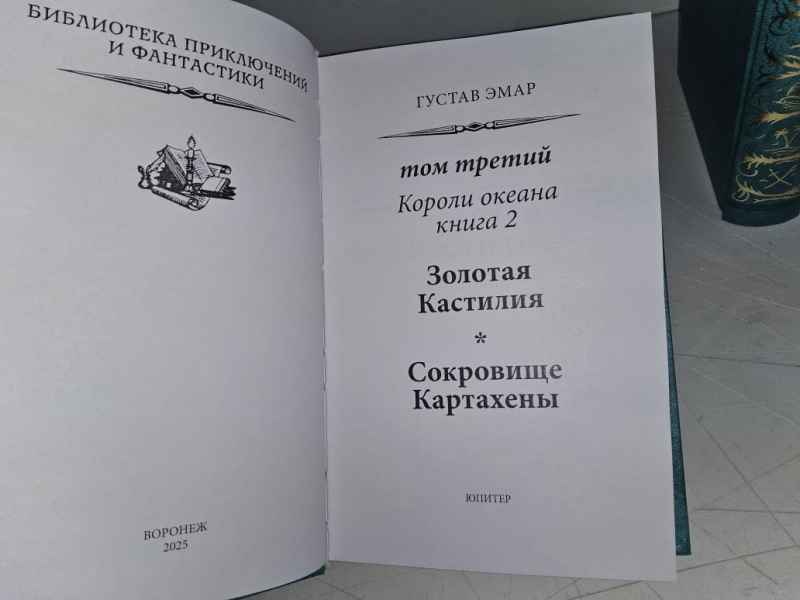 БИБЛИОТЕКА ПРИКЛЮЧЕНИЙ
И ФАНТАСТИКИ
ВОРОНЕЖ
2025
ГУСТАВ ЭМАР
том третий
Короли океана
книга 2
Золотая
Кастилия
*
Сокровище
Картахены
ЮПИТЕР